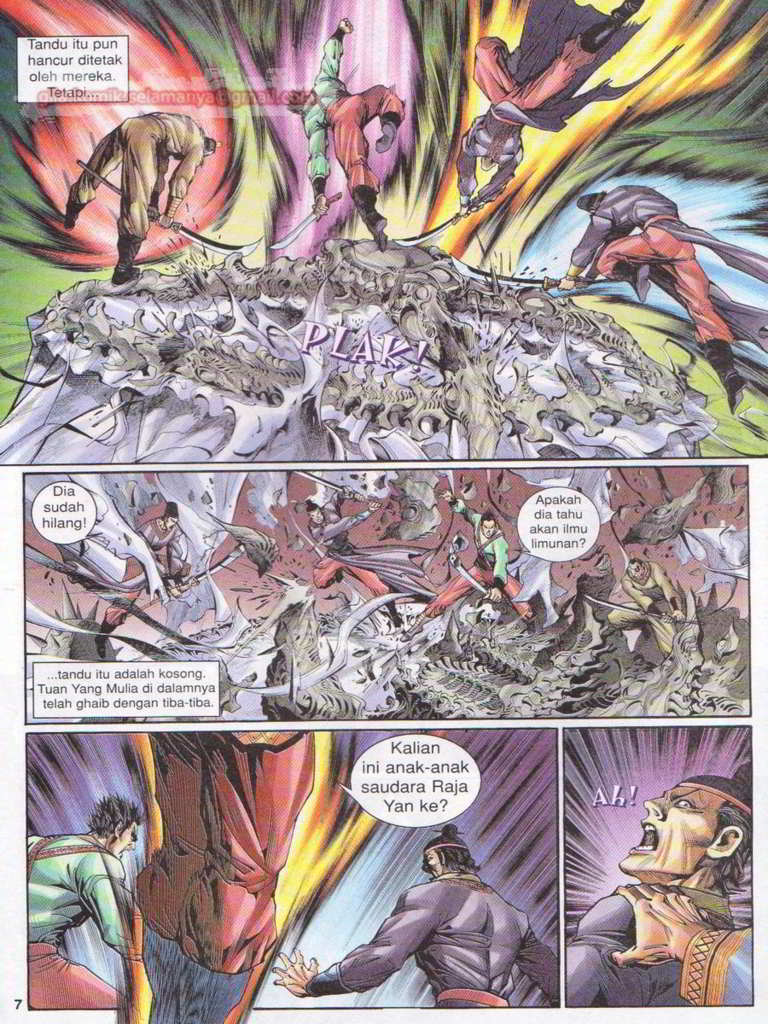 Tandu itu pun
hancur ditetak
oleh mereka.
Tetapi...
PLAK!
Dia
sudah
hilang!
Apakah
dia tahu
akan ilmu
limunan?
...tandu itu adalah kosong.
Tuan Yang Mulia di dalamnya
telah ghaib dengan tiba-tiba.
Kalian
ini anak-anak
saudara Raja
Yan ke?
Ah!
7